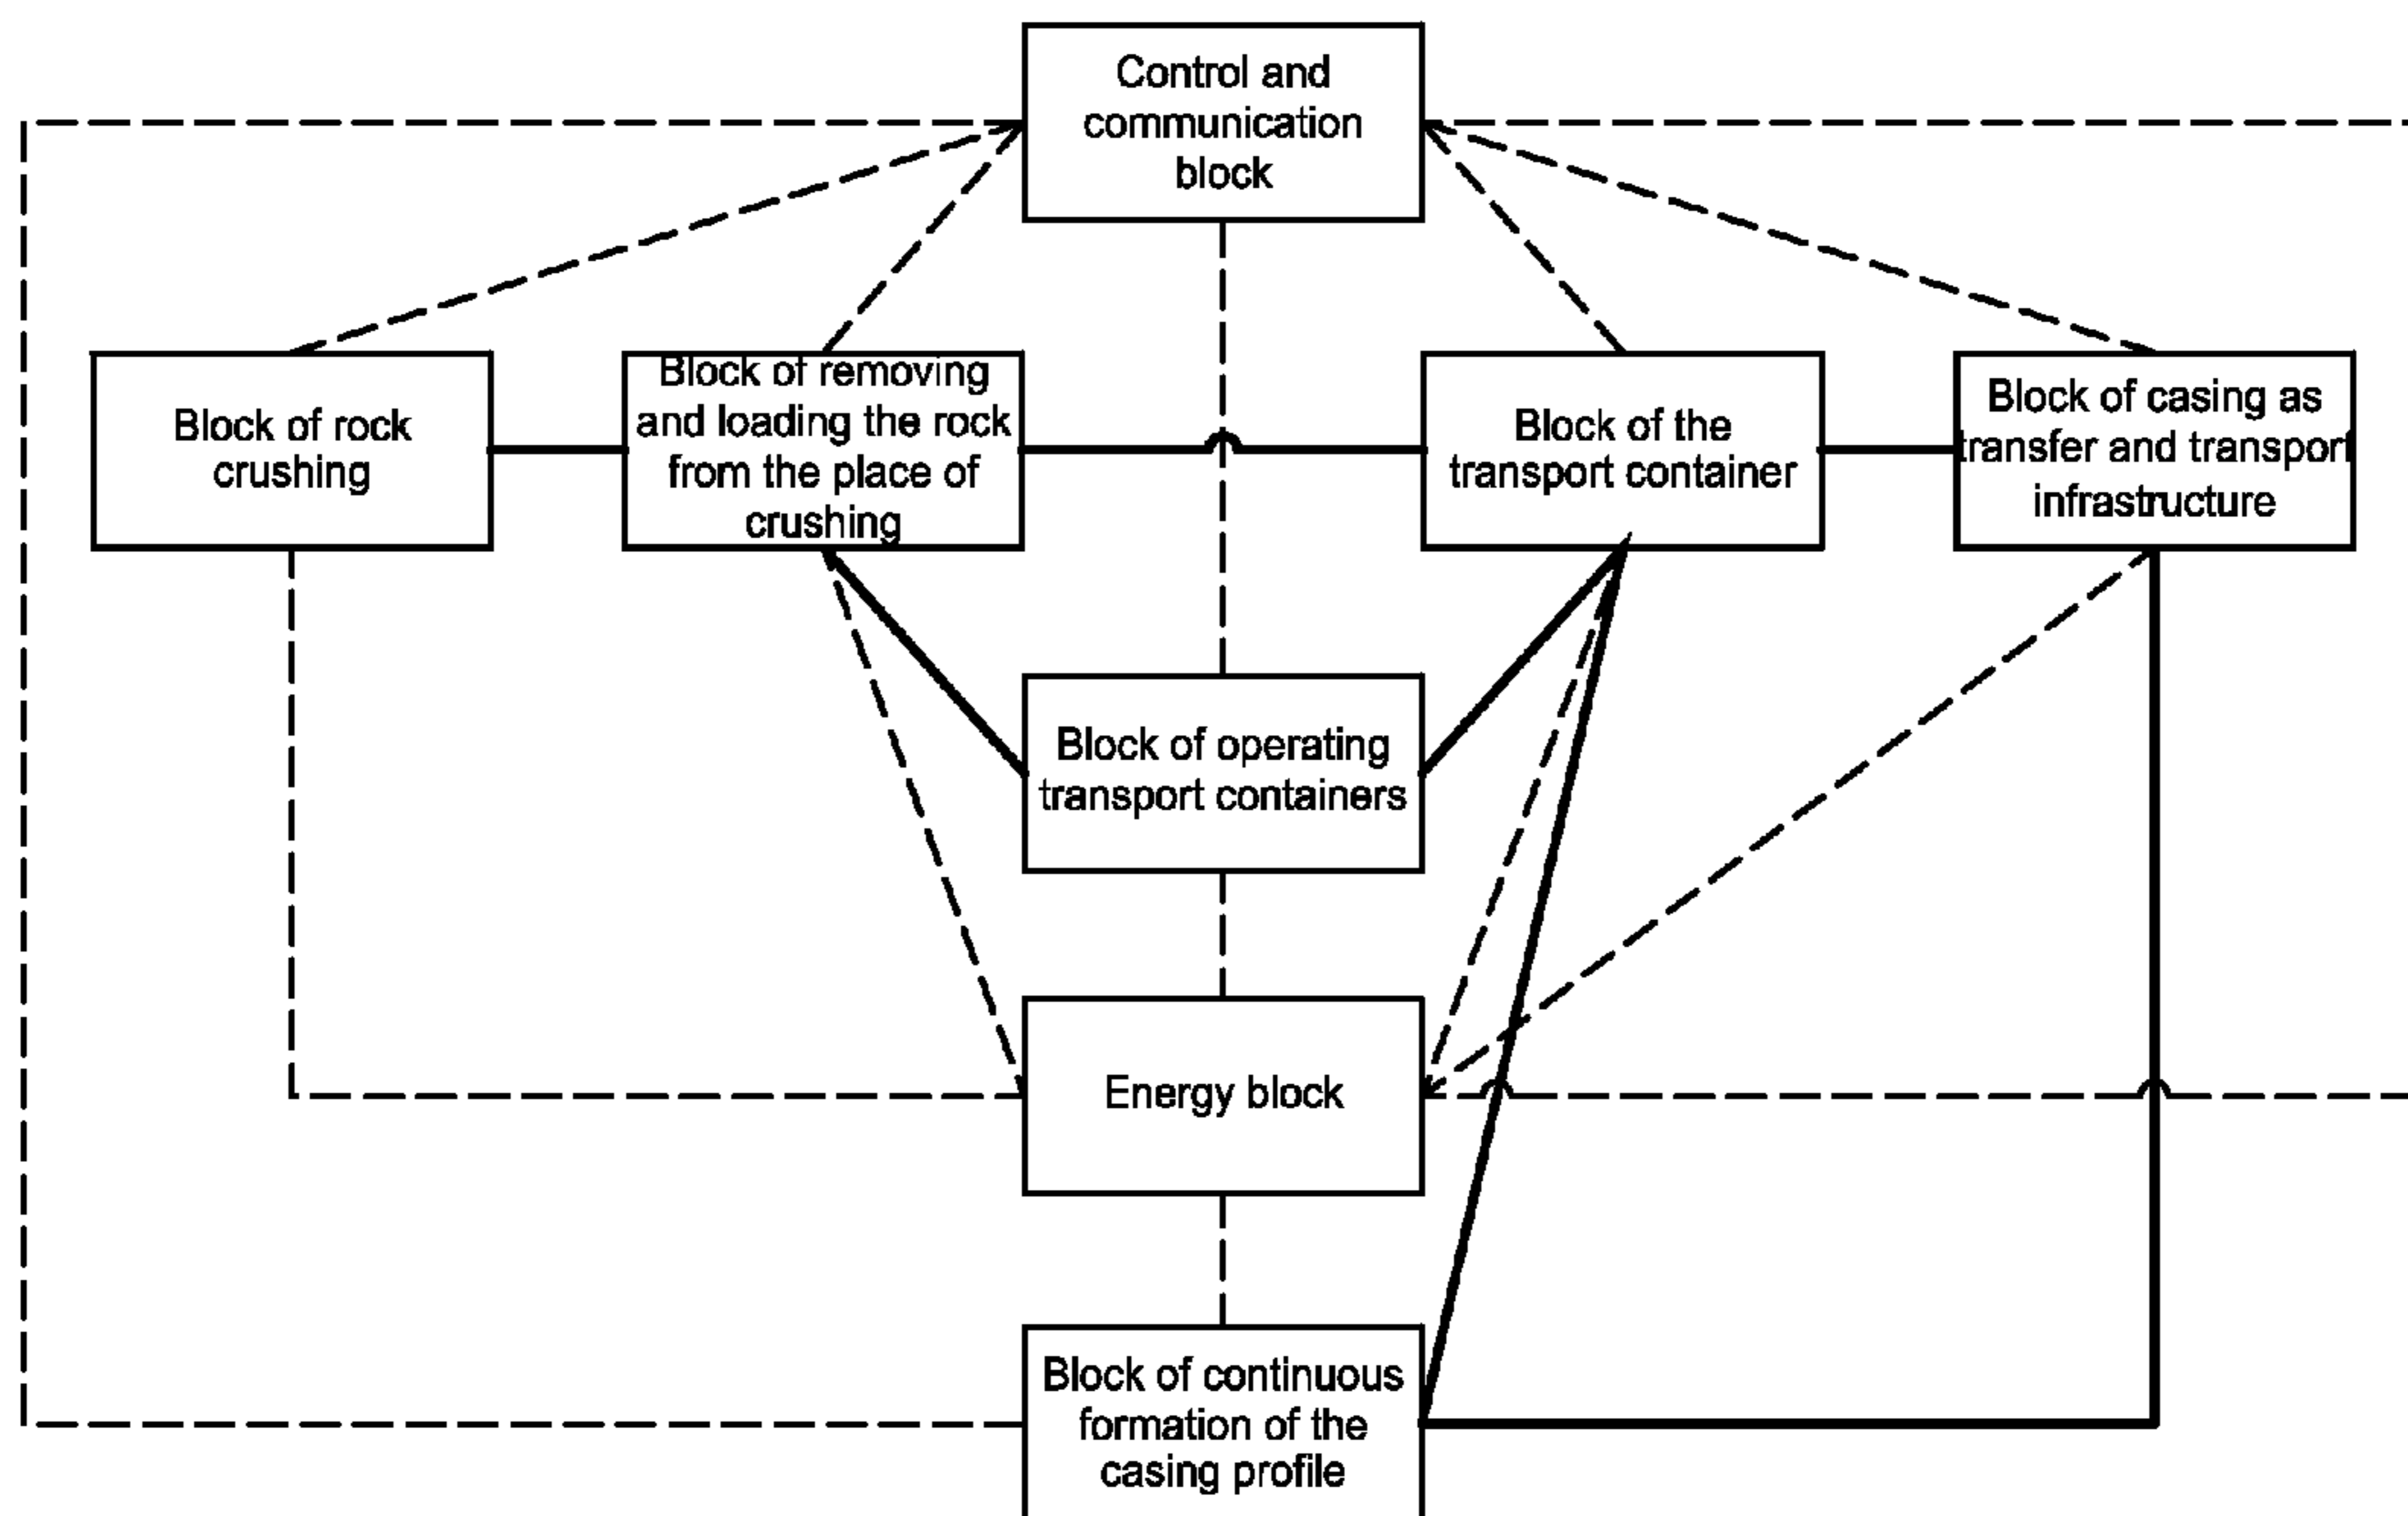 Control and
communication
block
Block of rock
crushing
Block of removing
and loading the rock
from the place of
crushing
Block of the
transport container
Block of casing as
transfer and transport
infrastructure
Block of operating
transport containers
Energy block
Block of continuous
formation of the
casing profile